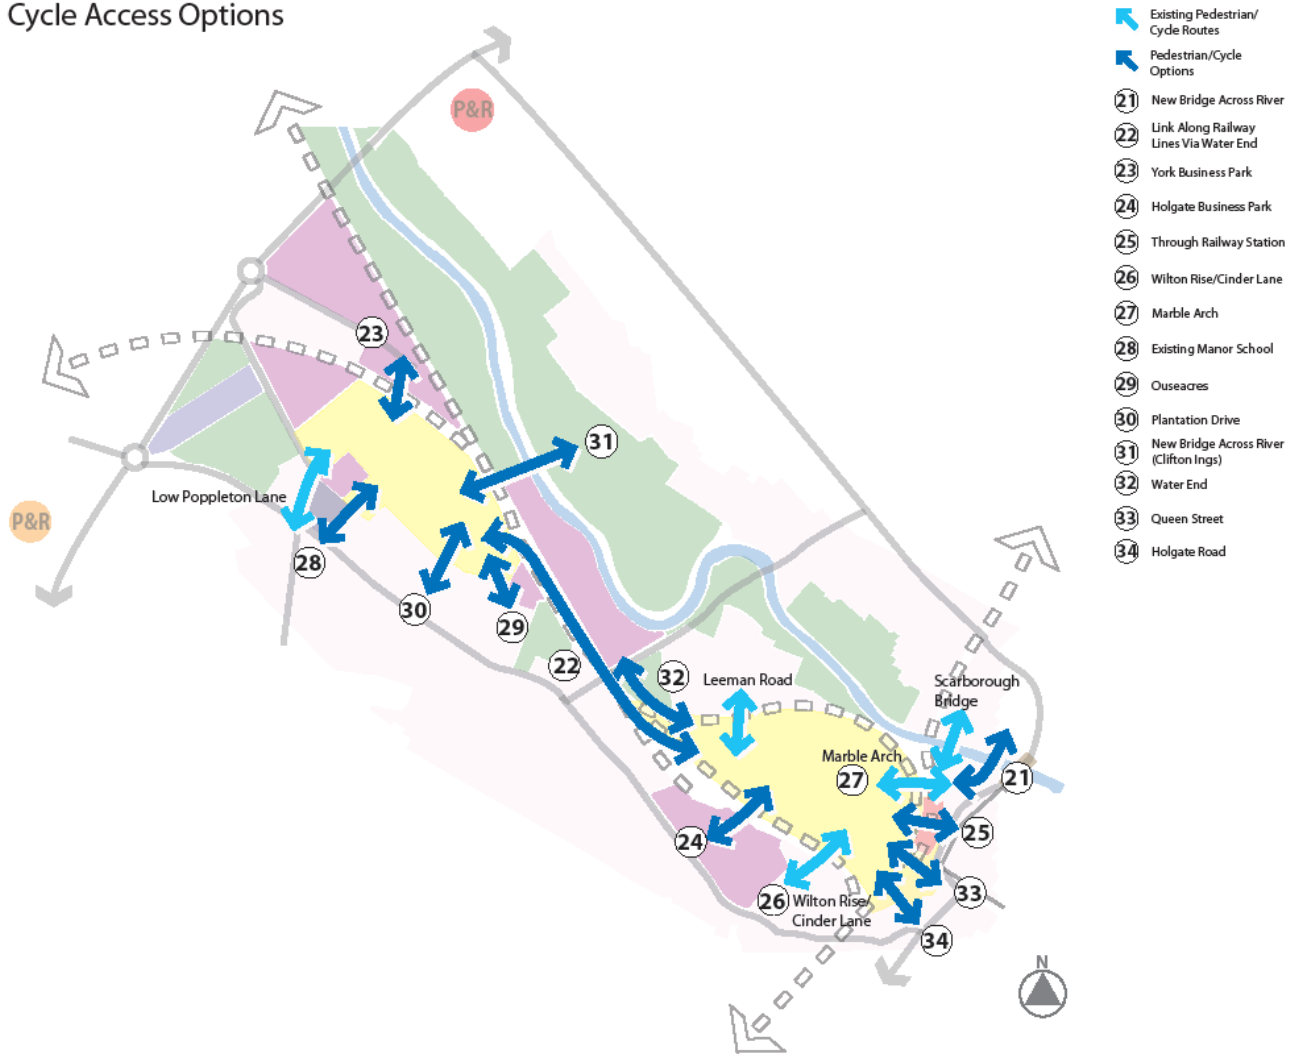 Cycle Access Options
Existing Pedestrian/
Cycle Routes
Pedestrian/Cycle
Options
21 New Bridge Across River
22 Link Along Railway
Lines Via Water End
23 York Business Park
24 Holgate Business Park
25 Through Railway Station
26 Wilton Rise/Cinder Lane
27 Marble Arch
28 Existing Manor School
29 Ouseacres
30 Plantation Drive
31 New Bridge Across River
(Clifton Ings)
32 Water End
33 Queen Street
34 Holgate Road
P&R
23
31
Low Poppleton Lane
P&R
28
30
29
22
32
Leeman Road
Scarborough
Bridge
Marble Arch
27
21
25
24
26 Wilton Rise/
Cinder Lane
33
34
N